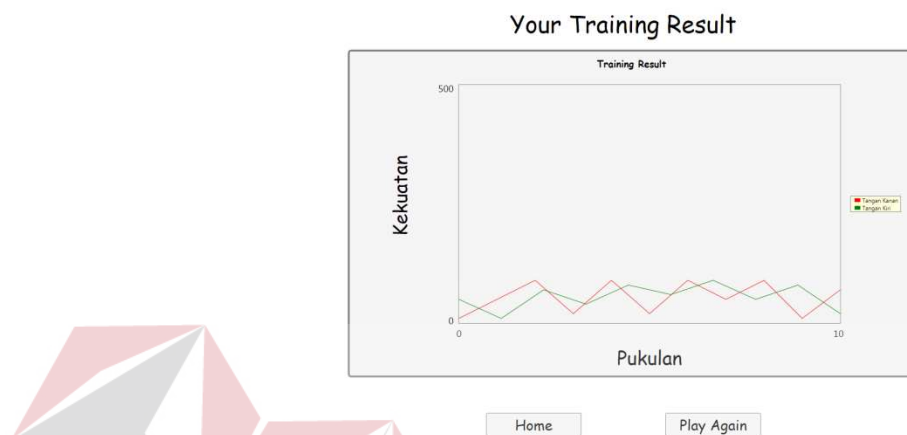 Your Training Result
Training Result
500
Kekuatan
Tangan Kanan
Tangan Kiri
0
0
10
Pukulan
Home
Play Again